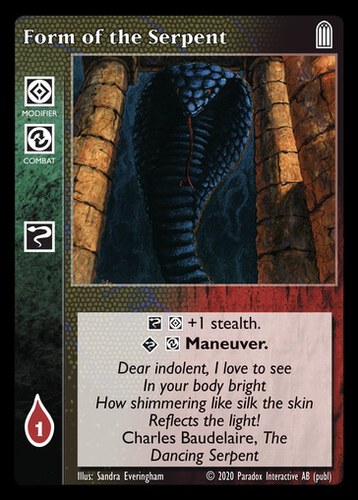 Form of the Serpent
MODIFIER
COMBAT
+1 stealth.
Maneuver.
Dear indolent, I love to see
In your body bright
How shimmering like silk the skin
Reflects the light!
Charles Baudelaire, The
Dancing Serpent
1
Illus: Sandra Everingham © 2020 Paradox Interactive AB (publ)